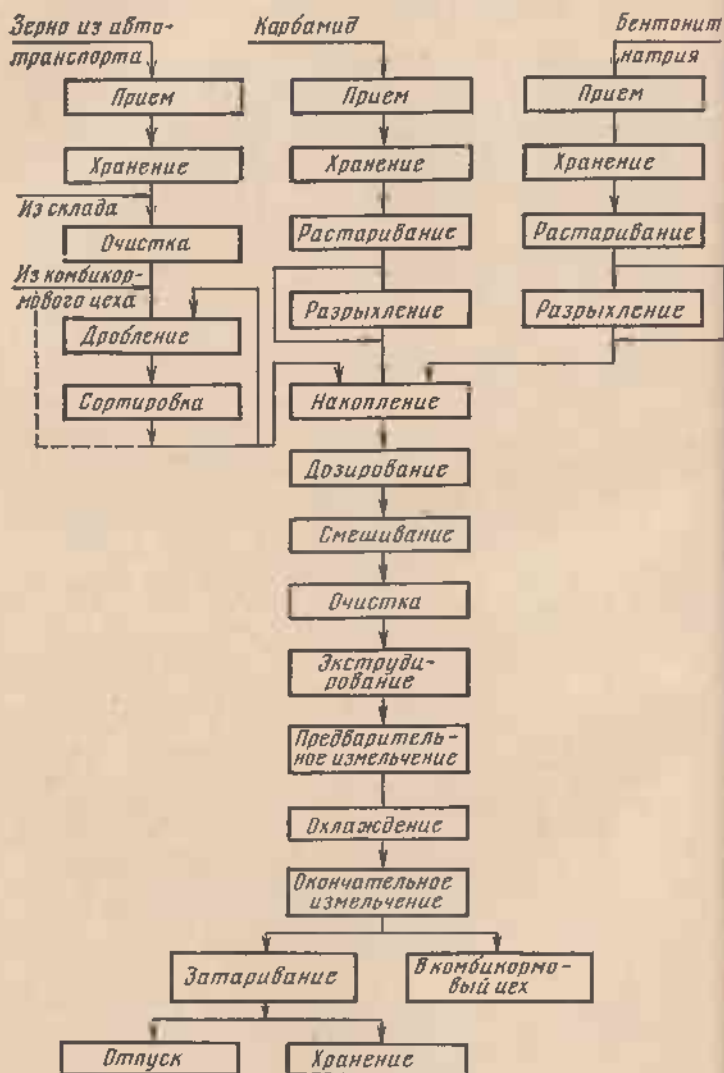 Зерно из авто-
транспорта
Прием
Хранение
Из склада
Очистка
Из комбикор-
мового цеха
Дробление
Сортировка
Карбамид
Прием
Хранение
Растаривание
Разрыхление
Бентонит
натрия
Прием
Хранение
Растаривание
Разрыхление
Накопление
Дозирование
Смешивание
Очистка
Экструди-
рование
Предваритель-
ное измельчение
Охлаждение
Окончательное
измельчение
Затаривание
В комбикормо-
вый цех
Отпуск
Хранение